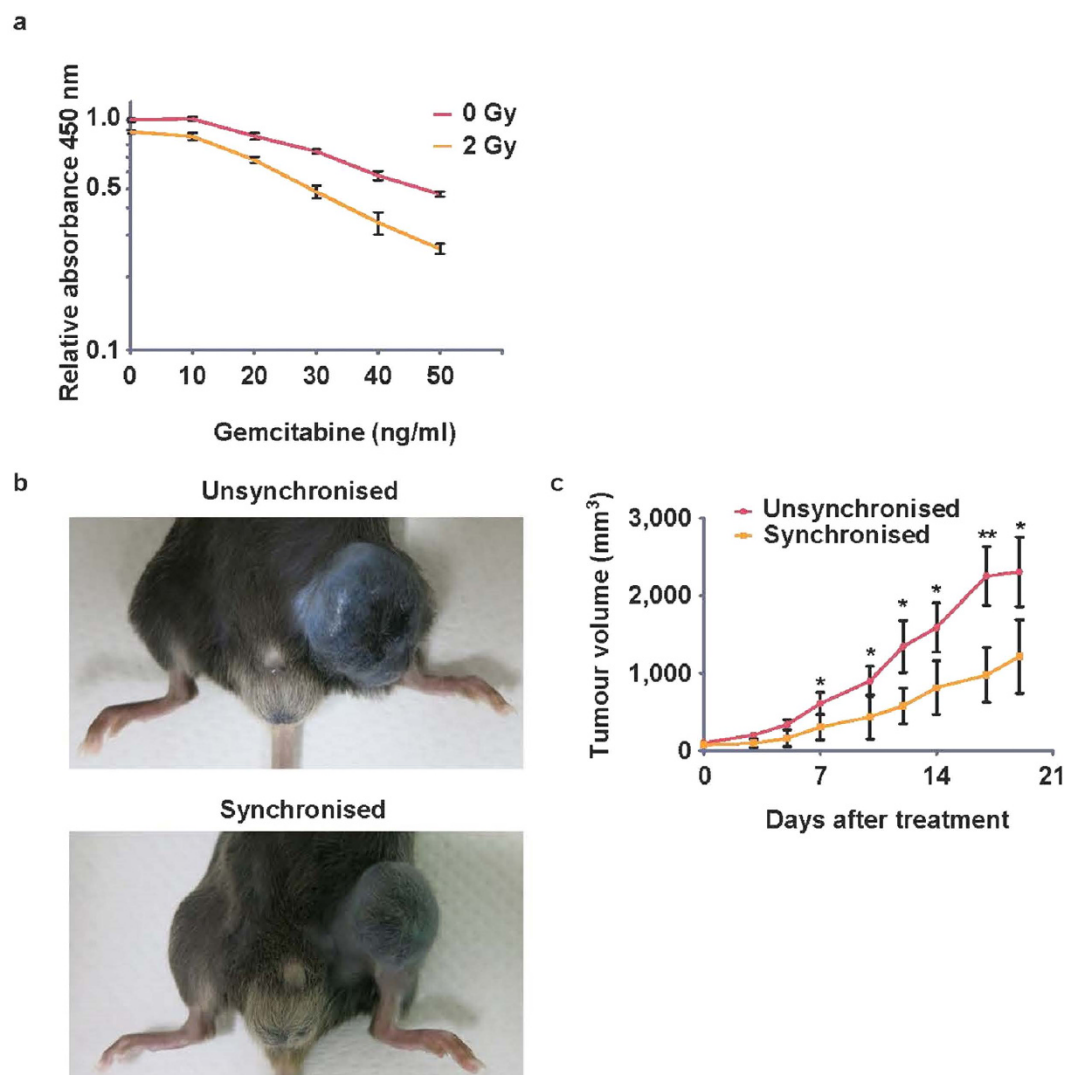 a
Relative absorbance 450 nm
1.0
0.5
0.1
0 Gy
2 Gy
0 10 20 30 40 50
Gemcitabine (ng/ml)
b
Unsynchronised
Synchronised
c
Tumour volume (mm³)
3,000
2,000
1,000
0
Unsynchronised
Synchronised
* * * * ** *
0 7 14 21
Days after treatment